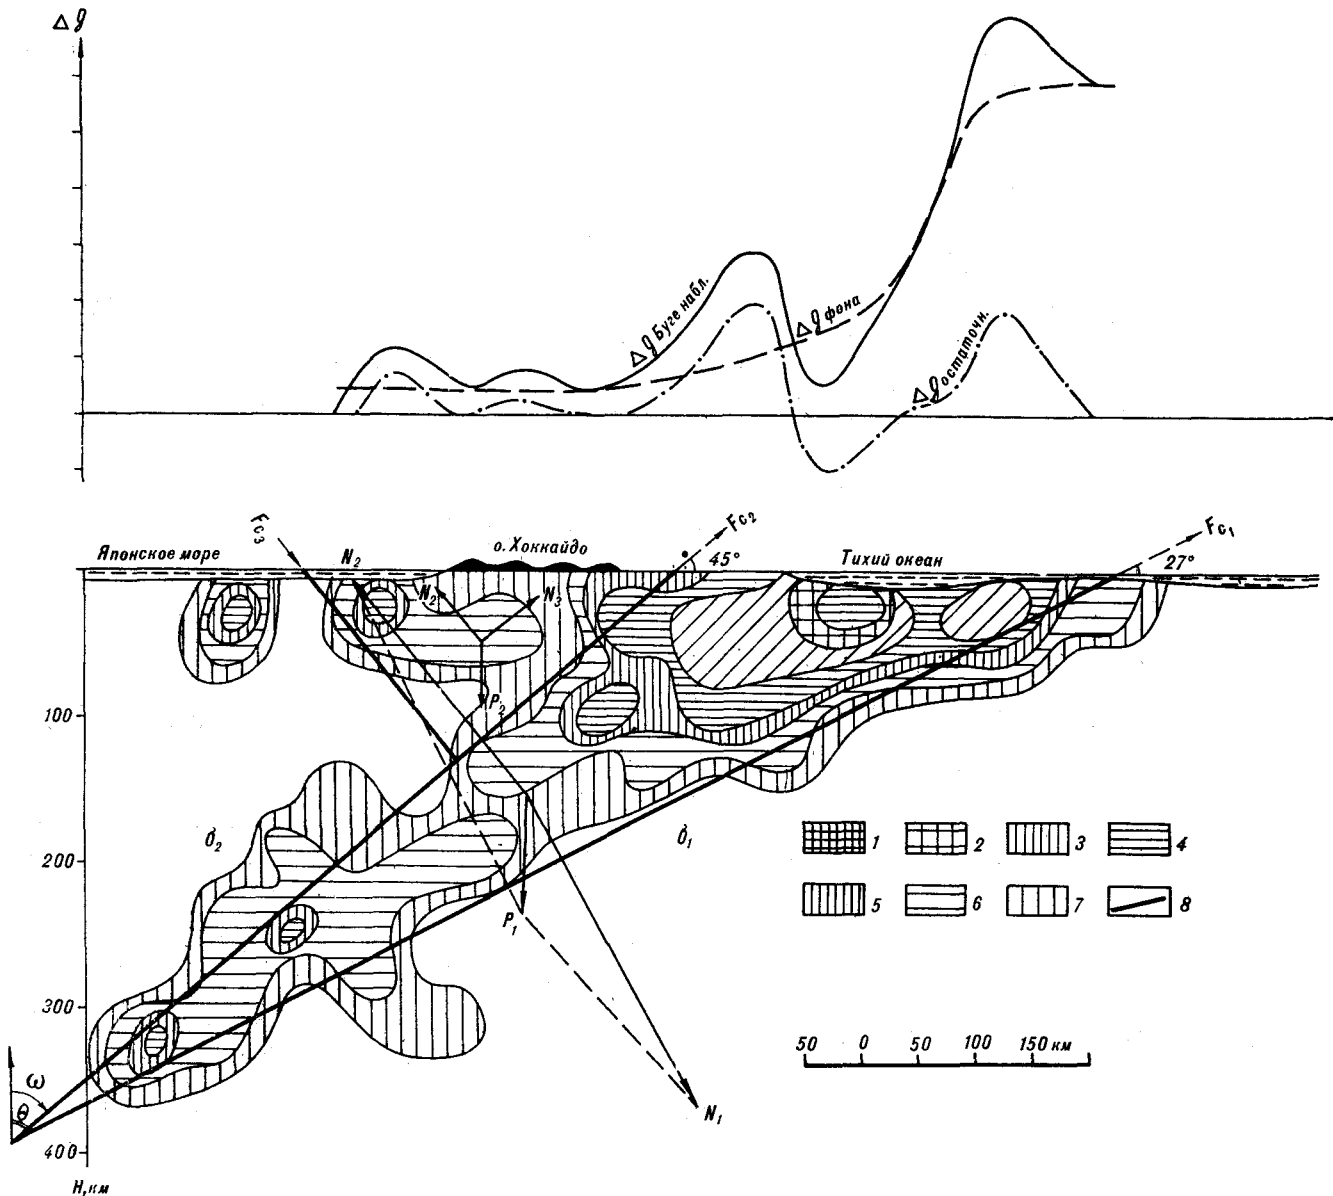 Δg
Δg Буге набл.
Δg фона
Δg остаточн.
Fc₃
Fc₂
Fc₁
Японское море
N₂
о. Хоккайдо
45°
Тихий океан
27°
N₂
N₃
P₂
100
σ₂
σ₁
1
2
3
4
200
5
6
7
8
P₁
300
50 0 50 100 150 км
ω
θ
N₁
400
H, км